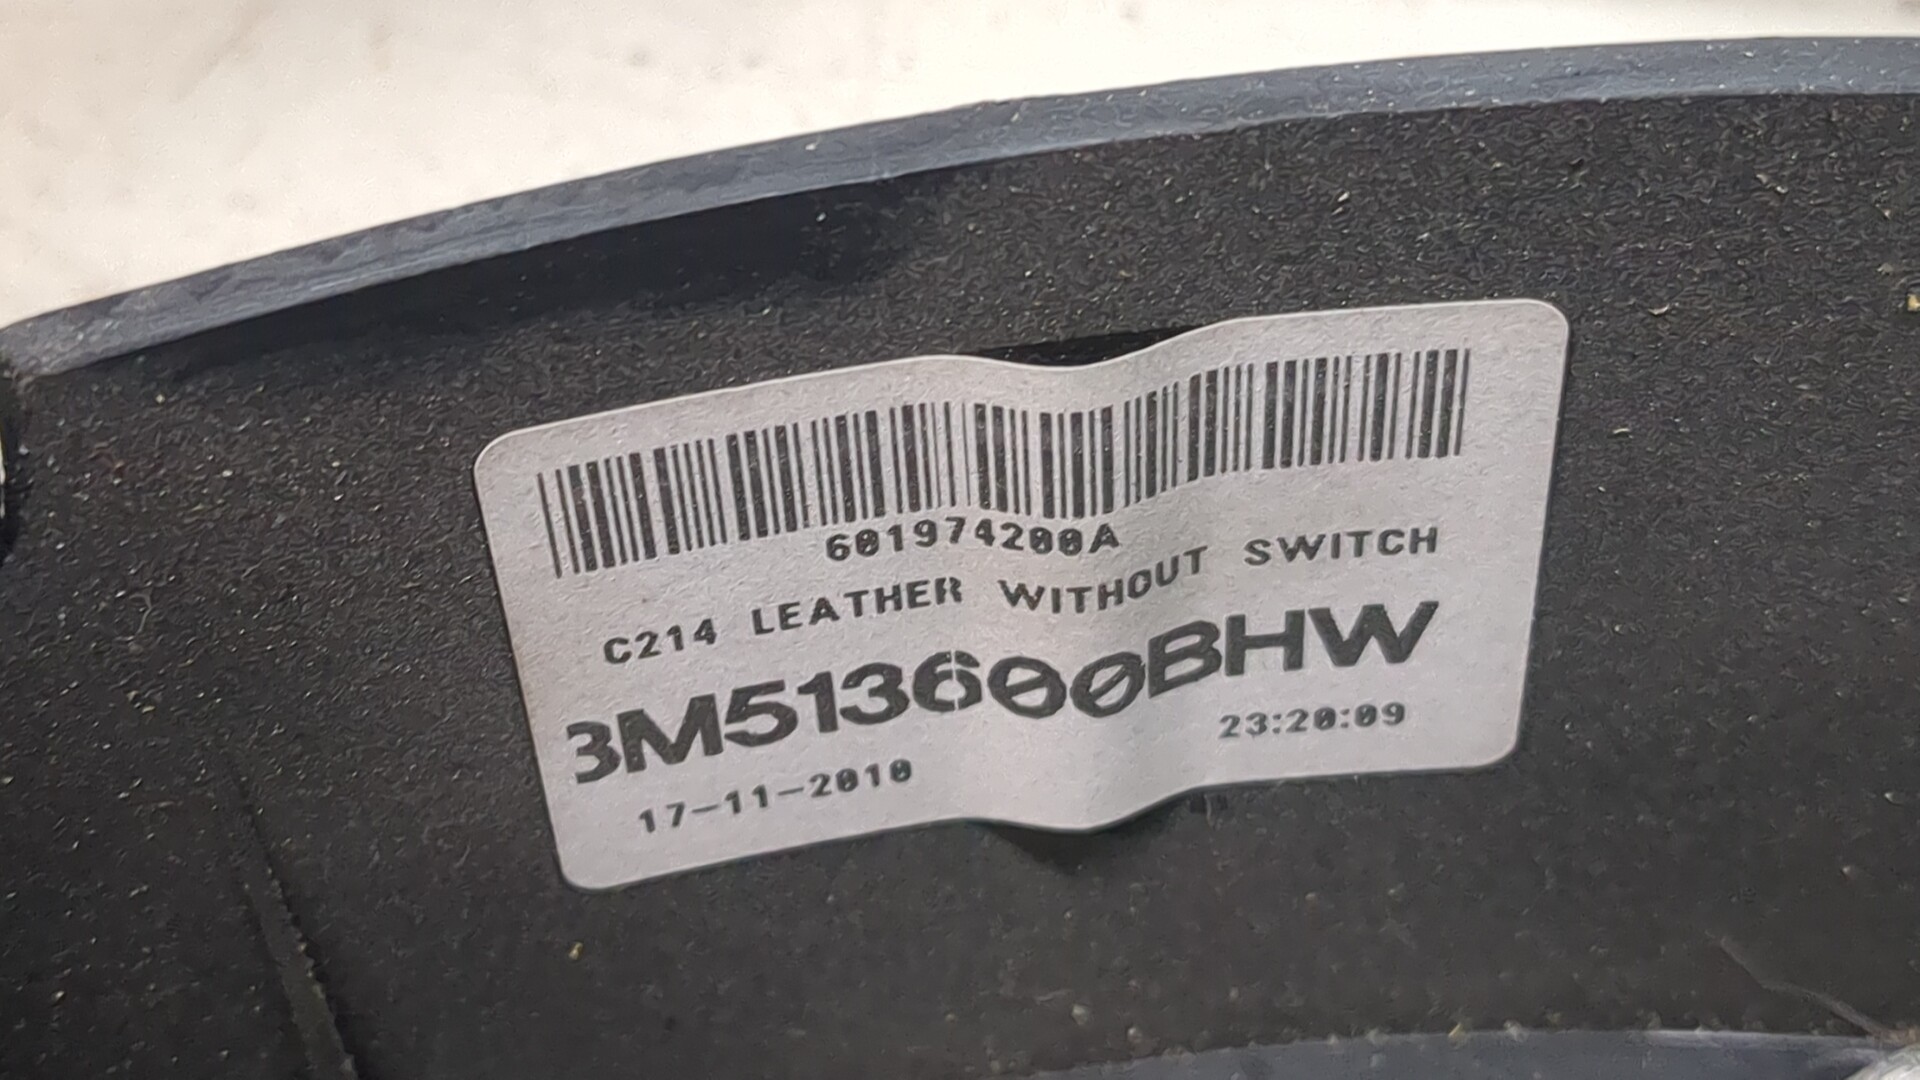 601974200A
C214 LEATHER WITHOUT SWITCH
3M513600BHW
17-11-2010 23:20:09